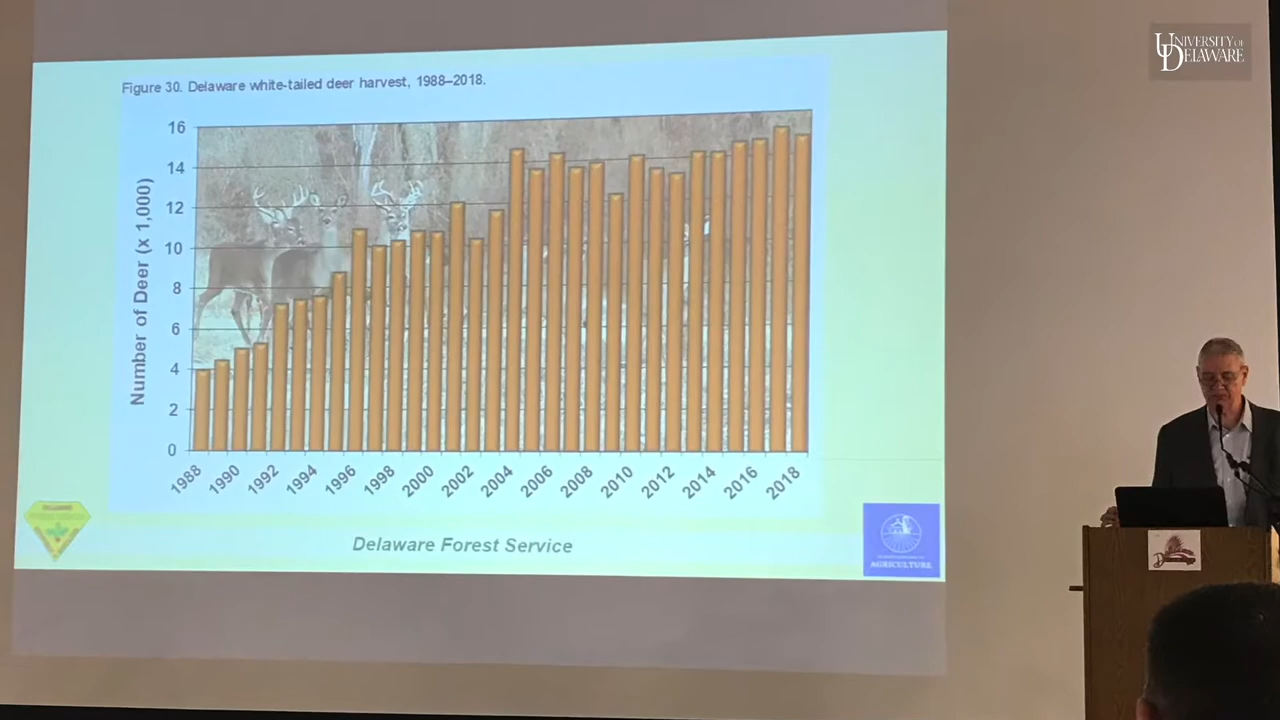 UNIVERSITY OF
DELAWARE
Figure 30. Delaware white-tailed deer harvest, 1988–2018.
Number of Deer (x 1,000)
16
14
12
10
8
6
4
2
0
1988 1990 1992 1994 1996 1998 2000 2002 2004 2006 2008 2010 2012 2014 2016 2018
Delaware Forest Service
AGRICULTURE